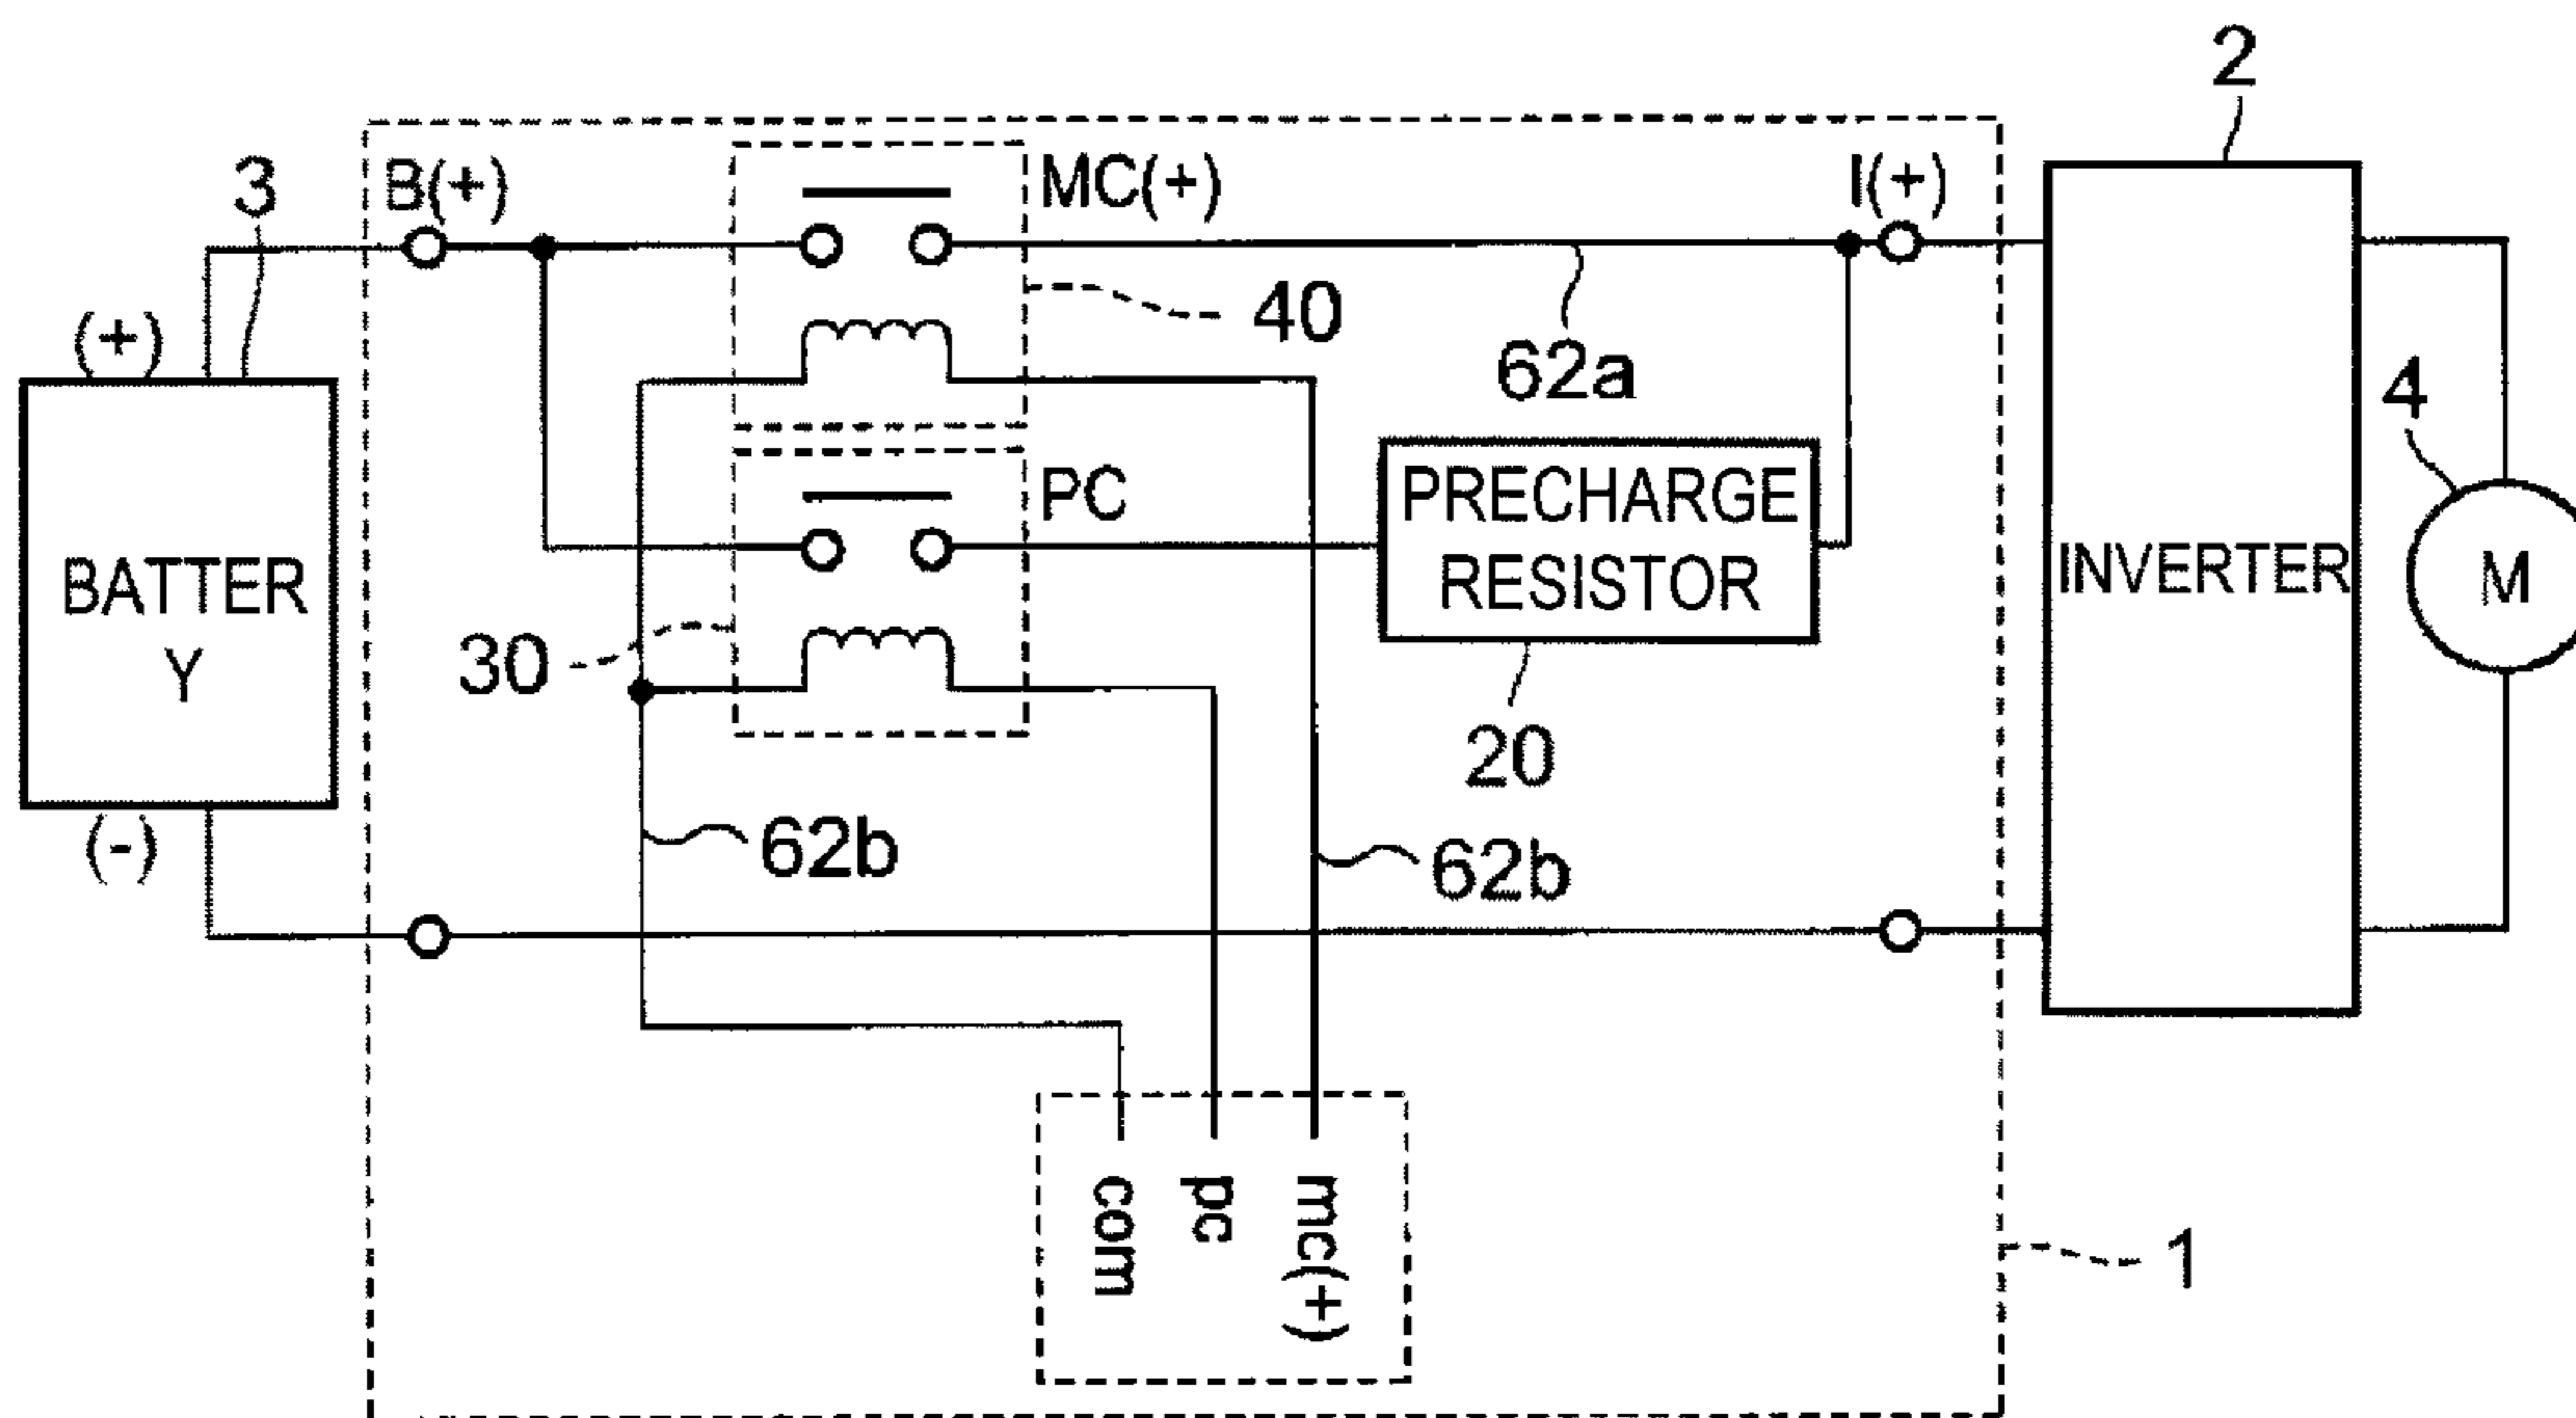 2
3
B(+)
MC(+)
I(+)
(+)
40
62a
4
BATTER
Y
PC
PRECHARGE
RESISTOR
INVERTER
M
30
20
(-)
62b
62b
com
pc
mc(+)
1